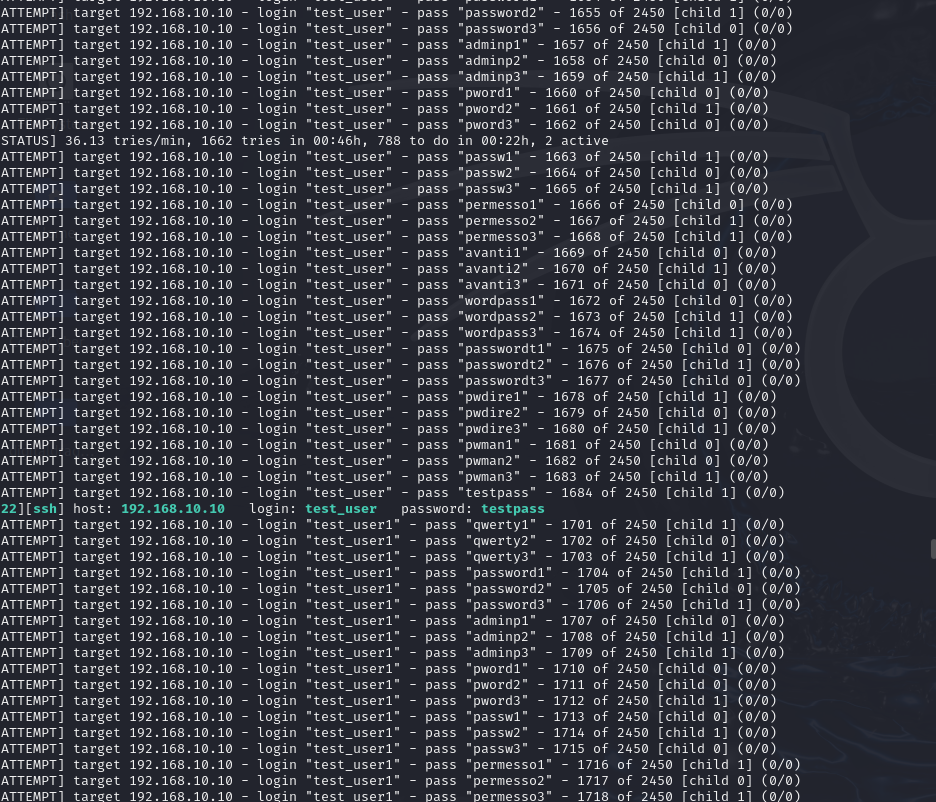 ATTEMPT] target 192.168.10.10 - login "test_user" - pass "password2" - 1655 of 2450 [child 1] (0/0)
ATTEMPT] target 192.168.10.10 - login "test_user" - pass "password3" - 1656 of 2450 [child 0] (0/0)
ATTEMPT] target 192.168.10.10 - login "test_user" - pass "adminp1" - 1657 of 2450 [child 1] (0/0)
ATTEMPT] target 192.168.10.10 - login "test_user" - pass "adminp2" - 1658 of 2450 [child 0] (0/0)
ATTEMPT] target 192.168.10.10 - login "test_user" - pass "adminp3" - 1659 of 2450 [child 1] (0/0)
ATTEMPT] target 192.168.10.10 - login "test_user" - pass "pword1" - 1660 of 2450 [child 0] (0/0)
ATTEMPT] target 192.168.10.10 - login "test_user" - pass "pword2" - 1661 of 2450 [child 1] (0/0)
ATTEMPT] target 192.168.10.10 - login "test_user" - pass "pword3" - 1662 of 2450 [child 0] (0/0)
STATUS] 36.13 tries/min, 1662 tries in 00:46h, 788 to do in 00:22h, 2 active
ATTEMPT] target 192.168.10.10 - login "test_user" - pass "passw1" - 1663 of 2450 [child 1] (0/0)
ATTEMPT] target 192.168.10.10 - login "test_user" - pass "passw2" - 1664 of 2450 [child 0] (0/0)
ATTEMPT] target 192.168.10.10 - login "test_user" - pass "passw3" - 1665 of 2450 [child 1] (0/0)
ATTEMPT] target 192.168.10.10 - login "test_user" - pass "permesso1" - 1666 of 2450 [child 0] (0/0)
ATTEMPT] target 192.168.10.10 - login "test_user" - pass "permesso2" - 1667 of 2450 [child 1] (0/0)
ATTEMPT] target 192.168.10.10 - login "test_user" - pass "permesso3" - 1668 of 2450 [child 1] (0/0)
ATTEMPT] target 192.168.10.10 - login "test_user" - pass "avanti1" - 1669 of 2450 [child 0] (0/0)
ATTEMPT] target 192.168.10.10 - login "test_user" - pass "avanti2" - 1670 of 2450 [child 1] (0/0)
ATTEMPT] target 192.168.10.10 - login "test_user" - pass "avanti3" - 1671 of 2450 [child 0] (0/0)
ATTEMPT] target 192.168.10.10 - login "test_user" - pass "wordpass1" - 1672 of 2450 [child 0] (0/0)
ATTEMPT] target 192.168.10.10 - login "test_user" - pass "wordpass2" - 1673 of 2450 [child 1] (0/0)
ATTEMPT] target 192.168.10.10 - login "test_user" - pass "wordpass3" - 1674 of 2450 [child 1] (0/0)
ATTEMPT] target 192.168.10.10 - login "test_user" - pass "passwordt1" - 1675 of 2450 [child 0] (0/0)
ATTEMPT] target 192.168.10.10 - login "test_user" - pass "passwordt2" - 1676 of 2450 [child 1] (0/0)
ATTEMPT] target 192.168.10.10 - login "test_user" - pass "passwordt3" - 1677 of 2450 [child 0] (0/0)
ATTEMPT] target 192.168.10.10 - login "test_user" - pass "pwdire1" - 1678 of 2450 [child 1] (0/0)
ATTEMPT] target 192.168.10.10 - login "test_user" - pass "pwdire2" - 1679 of 2450 [child 0] (0/0)
ATTEMPT] target 192.168.10.10 - login "test_user" - pass "pwdire3" - 1680 of 2450 [child 1] (0/0)
ATTEMPT] target 192.168.10.10 - login "test_user" - pass "pwman1" - 1681 of 2450 [child 0] (0/0)
ATTEMPT] target 192.168.10.10 - login "test_user" - pass "pwman2" - 1682 of 2450 [child 0] (0/0)
ATTEMPT] target 192.168.10.10 - login "test_user" - pass "pwman3" - 1683 of 2450 [child 1] (0/0)
ATTEMPT] target 192.168.10.10 - login "test_user" - pass "testpass" - 1684 of 2450 [child 1] (0/0)
22][ssh] host: 192.168.10.10   login: test_user   password: testpass
ATTEMPT] target 192.168.10.10 - login "test_user1" - pass "qwerty1" - 1701 of 2450 [child 1] (0/0)
ATTEMPT] target 192.168.10.10 - login "test_user1" - pass "qwerty2" - 1702 of 2450 [child 0] (0/0)
ATTEMPT] target 192.168.10.10 - login "test_user1" - pass "qwerty3" - 1703 of 2450 [child 1] (0/0)
ATTEMPT] target 192.168.10.10 - login "test_user1" - pass "password1" - 1704 of 2450 [child 1] (0/0)
ATTEMPT] target 192.168.10.10 - login "test_user1" - pass "password2" - 1705 of 2450 [child 0] (0/0)
ATTEMPT] target 192.168.10.10 - login "test_user1" - pass "password3" - 1706 of 2450 [child 1] (0/0)
ATTEMPT] target 192.168.10.10 - login "test_user1" - pass "adminp1" - 1707 of 2450 [child 0] (0/0)
ATTEMPT] target 192.168.10.10 - login "test_user1" - pass "adminp2" - 1708 of 2450 [child 1] (0/0)
ATTEMPT] target 192.168.10.10 - login "test_user1" - pass "adminp3" - 1709 of 2450 [child 1] (0/0)
ATTEMPT] target 192.168.10.10 - login "test_user1" - pass "pword1" - 1710 of 2450 [child 0] (0/0)
ATTEMPT] target 192.168.10.10 - login "test_user1" - pass "pword2" - 1711 of 2450 [child 0] (0/0)
ATTEMPT] target 192.168.10.10 - login "test_user1" - pass "pword3" - 1712 of 2450 [child 1] (0/0)
ATTEMPT] target 192.168.10.10 - login "test_user1" - pass "passw1" - 1713 of 2450 [child 0] (0/0)
ATTEMPT] target 192.168.10.10 - login "test_user1" - pass "passw2" - 1714 of 2450 [child 1] (0/0)
ATTEMPT] target 192.168.10.10 - login "test_user1" - pass "passw3" - 1715 of 2450 [child 0] (0/0)
ATTEMPT] target 192.168.10.10 - login "test_user1" - pass "permesso1" - 1716 of 2450 [child 1] (0/0)
ATTEMPT] target 192.168.10.10 - login "test_user1" - pass "permesso2" - 1717 of 2450 [child 0] (0/0)
ATTEMPT] target 192.168.10.10 - login "test_user1" - pass "permesso3" - 1718 of 2450 [child 1] (0/0)